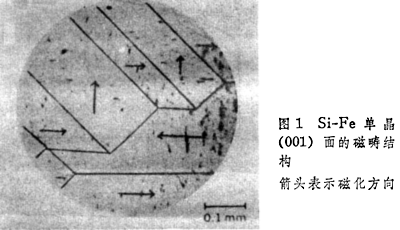 图1 Si-Fe 单晶
(001) 面的磁畴结
构
箭头表示磁化方向
0.1 mm